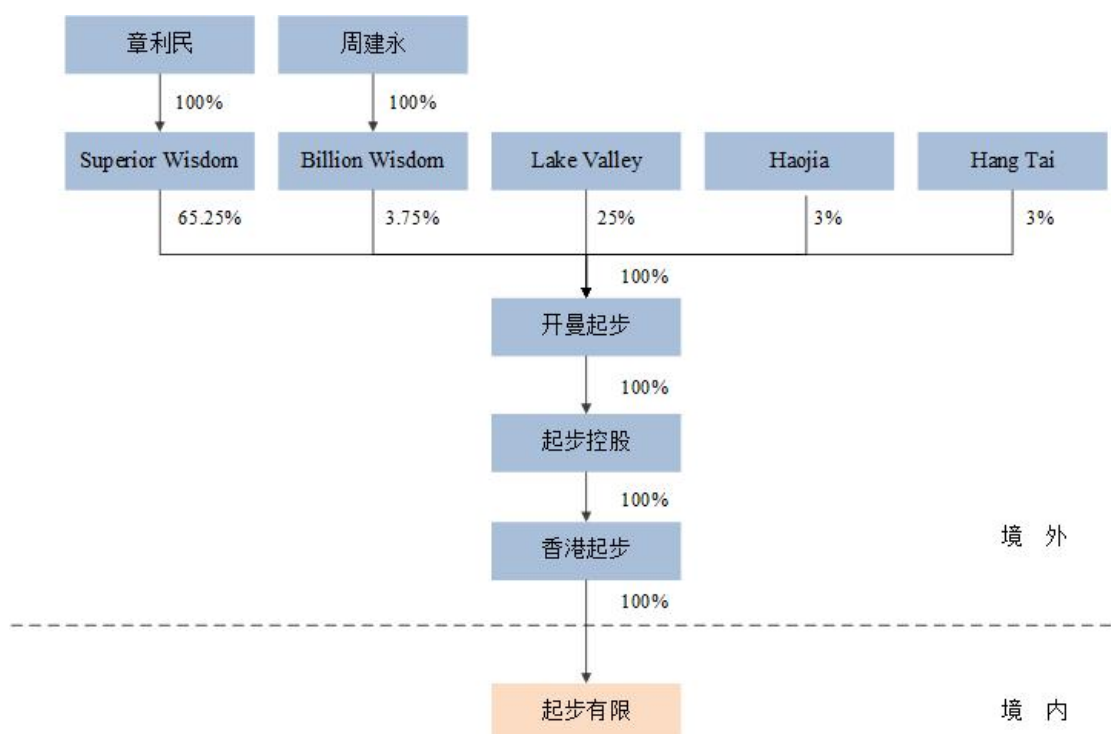 章利民
周建永
100%
100%
Superior Wisdom
Billion Wisdom
Lake Valley
Haojia
Hang Tai
65.25%
3.75%
25%
3%
3%
100%
开曼起步
100%
起步控股
100%
香港起步
境 外
100%
起步有限
境 内